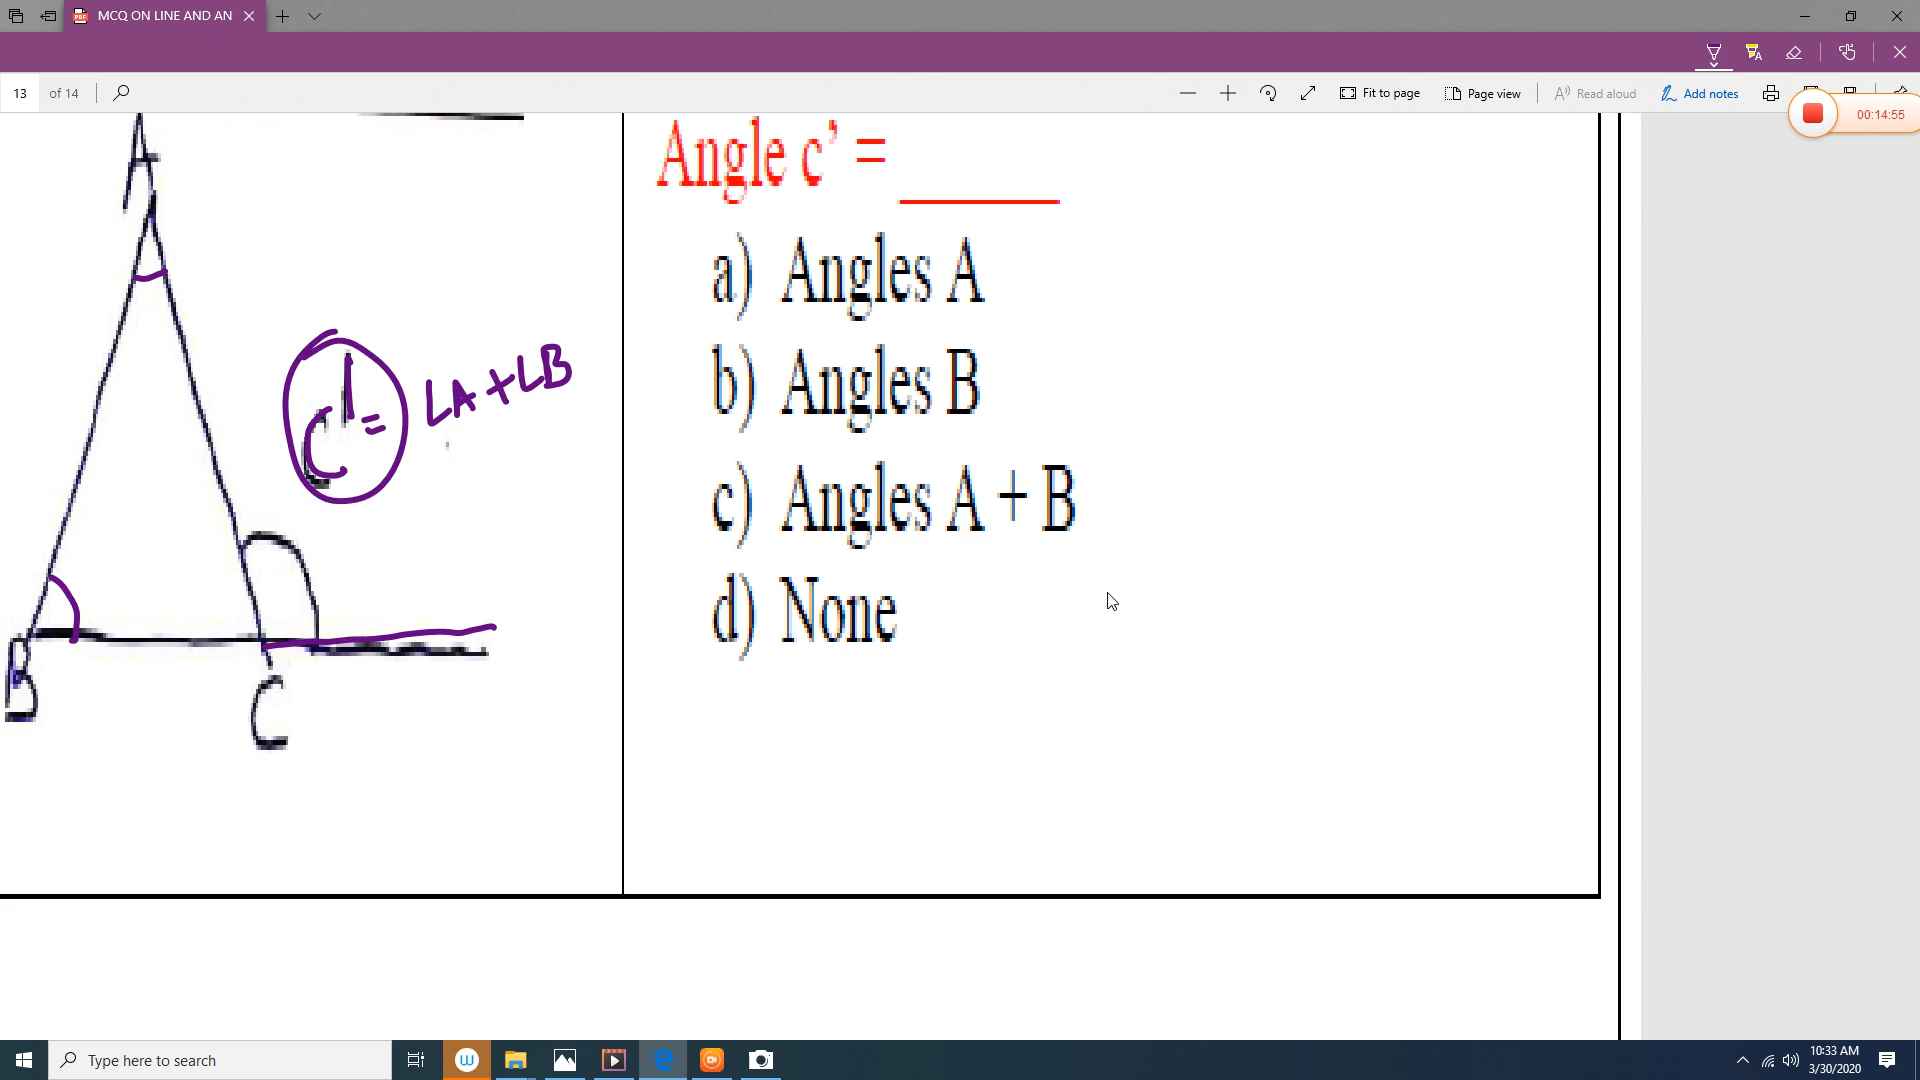 MCQ ON LINE AND AN
13 of 14
Fit to page
Page view
Read aloud
Add notes
00:14:55
A
C' = ∠A + ∠B
B
C
Angle c’ = ______
a) Angles A
b) Angles B
c) Angles A + B
d) None
Type here to search
10:33 AM
3/30/2020